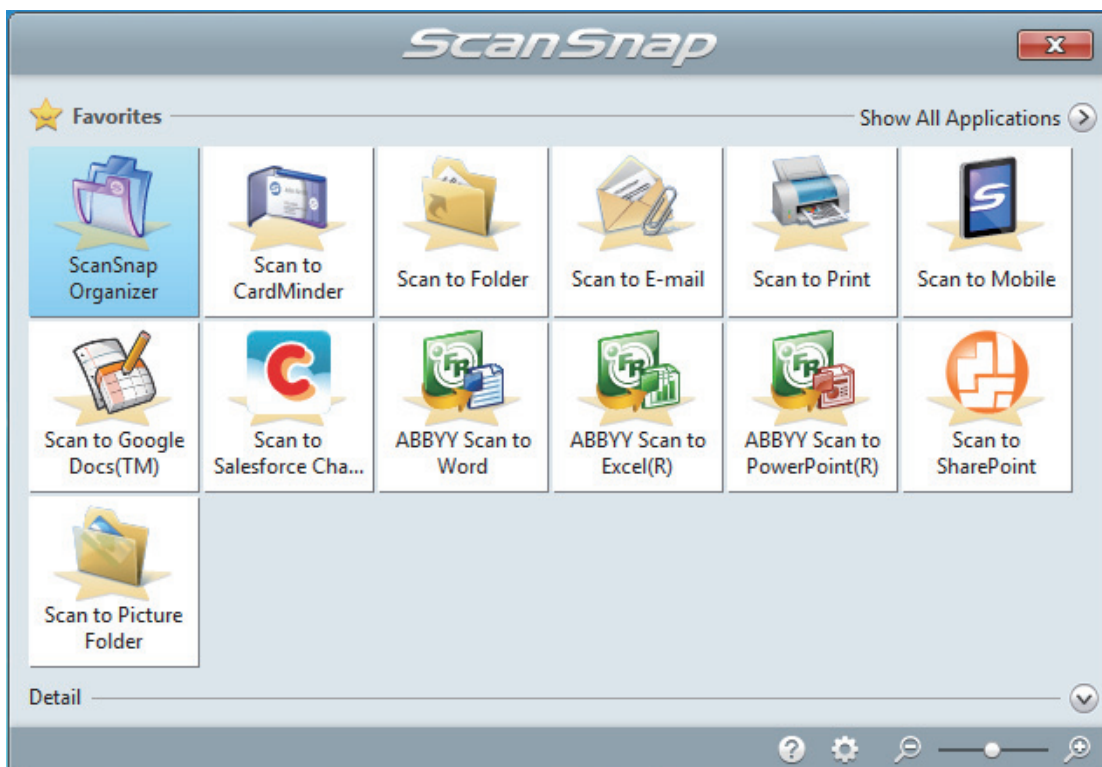 ScanSnap
Favorites
Show All Applications
ScanSnap
Organizer
Scan to
CardMinder
Scan to Folder
Scan to E-mail
Scan to Print
Scan to Mobile
Scan to Google
Docs(TM)
Scan to
Salesforce Cha...
ABBYY Scan to
Word
ABBYY Scan to
Excel(R)
ABBYY Scan to
PowerPoint(R)
Scan to
SharePoint
Scan to Picture
Folder
Detail